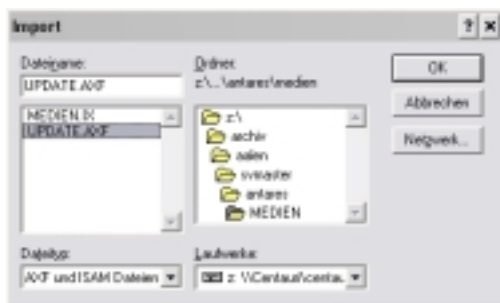 Import
Dateiname:
UPDATE.AXF
MEDIEN.IX
UPDATE.AXF
Dateityp:
AXF und ISAM Dateien
Ordner:
z:\...\antares\medien
z:\
archiv
aalen
svmaster
antares
MEDIEN
Laufwerke:
z: \\Centaur\centa...
OK
Abbrechen
Netzwerk...